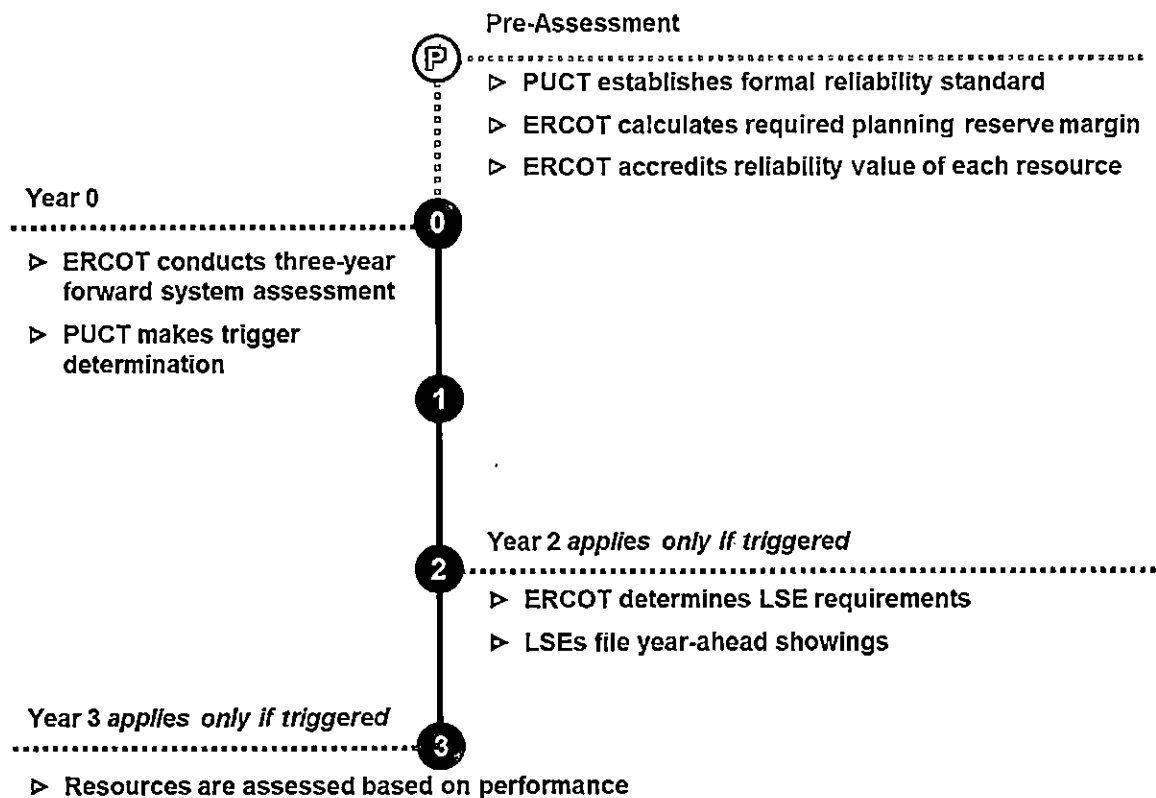 Pre-Assessment
P
▷ PUCT establishes formal reliability standard
▷ ERCOT calculates required planning reserve margin
▷ ERCOT accredits reliability value of each resource
Year 0
0
▷ ERCOT conducts three-year
forward system assessment
▷ PUCT makes trigger
determination
1
Year 2 applies only if triggered
2
▷ ERCOT determines LSE requirements
▷ LSEs file year-ahead showings
Year 3 applies only if triggered
3
▷ Resources are assessed based on performance